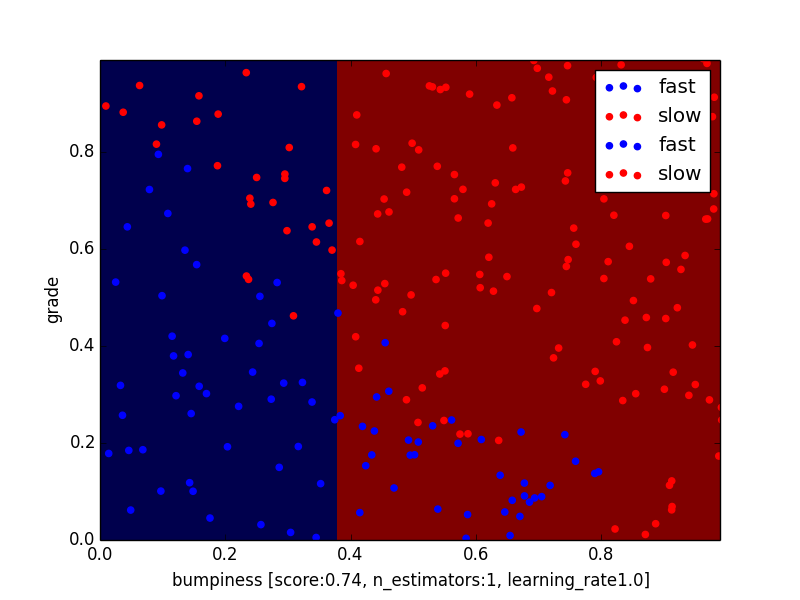 fast
slow
fast
slow
0.8
0.6
0.4
0.2
0.0
grade
0.0 0.2 0.4 0.6 0.8
bumpiness [score:0.74, n_estimators:1, learning_rate1.0]